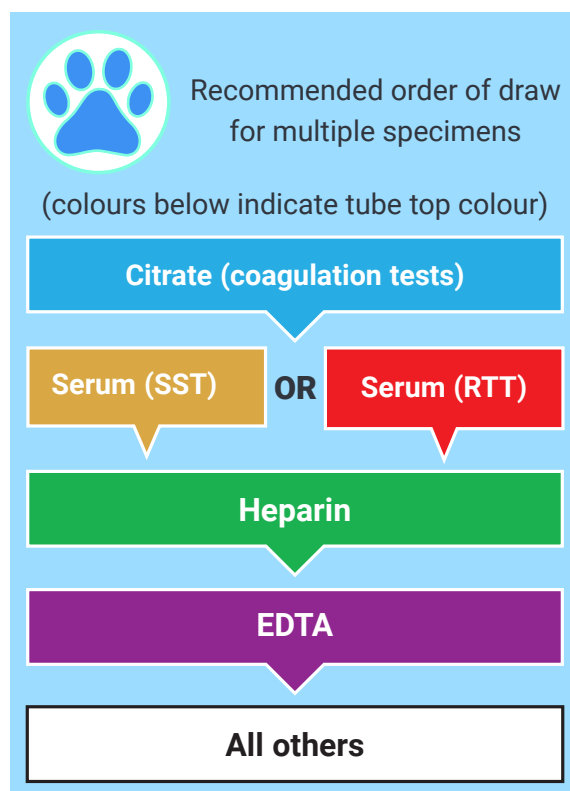 Recommended order of draw
for multiple specimens
(colours below indicate tube top colour)
Citrate (coagulation tests)
Serum (SST)
OR
Serum (RTT)
Heparin
EDTA
All others